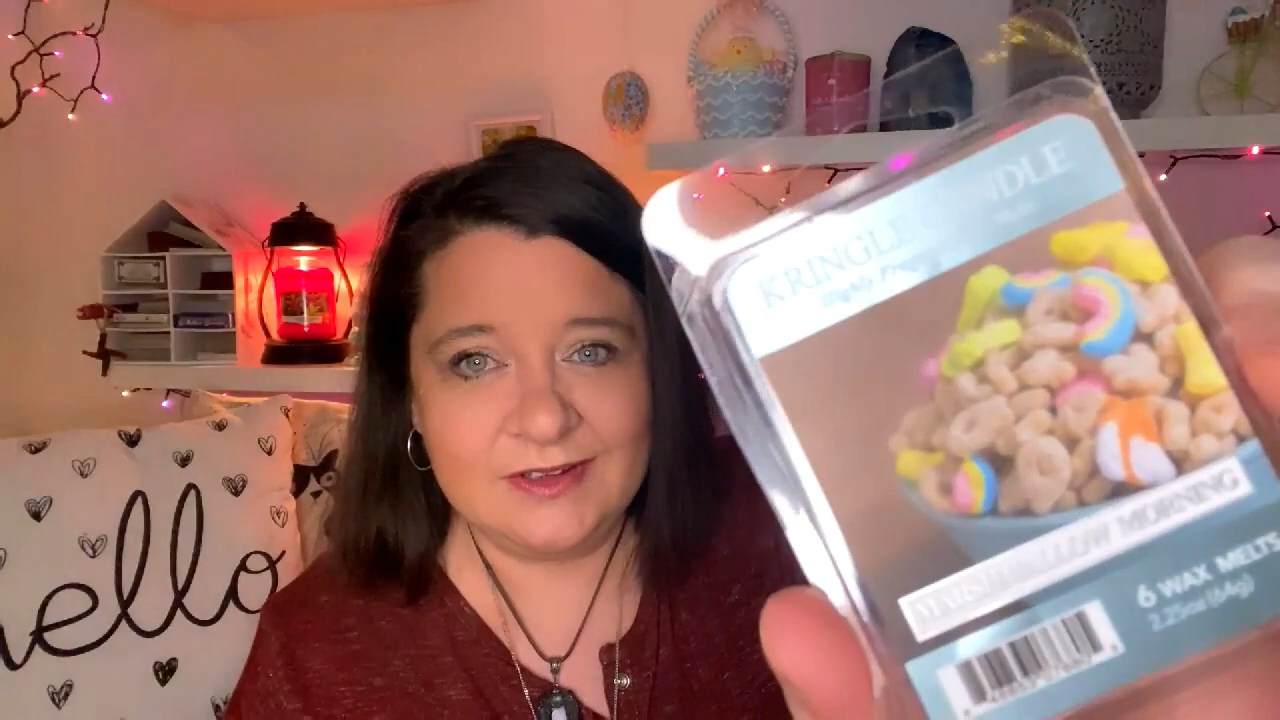 hello
KRINGLE CANDLE
MARSHMALLOW MORNING
6 WAX MELTS
2.25oz (64g)